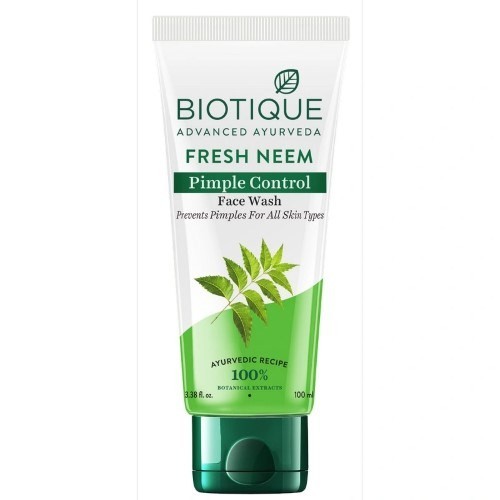 BIOTIQUE
ADVANCED AYURVEDA
FRESH NEEM
Pimple Control
Face Wash
Prevents Pimples For All Skin Types
AYURVEDIC RECIPE
100%
BOTANICAL EXTRACTS
3.38 fl. oz. 100 ml